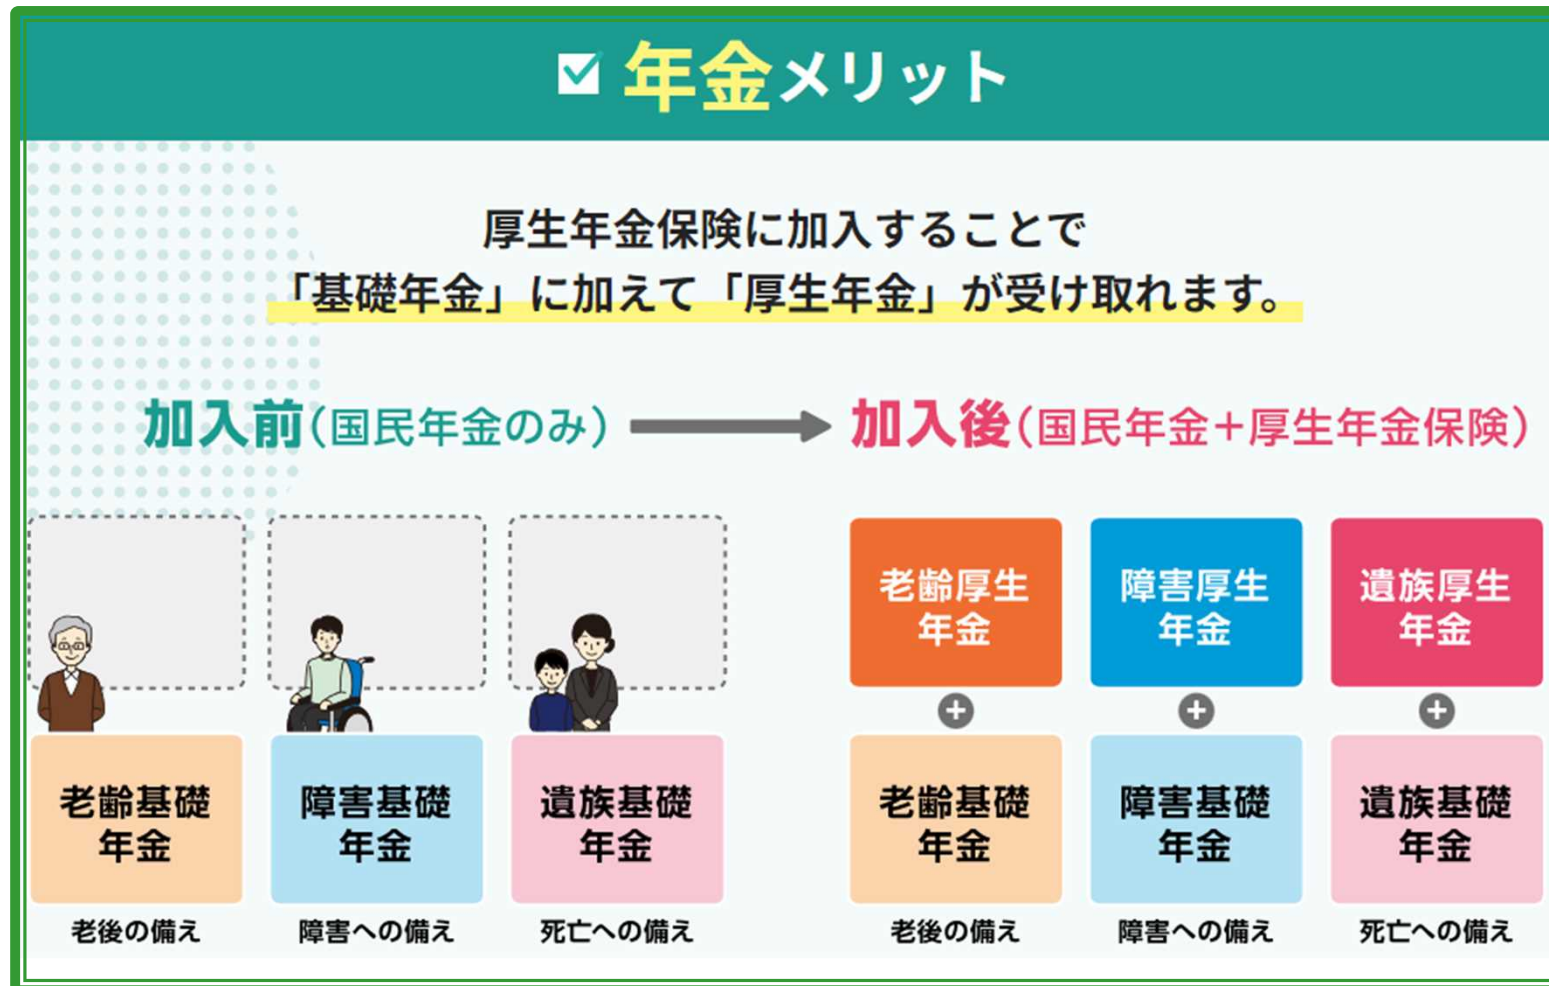 年金メリット
厚生年金保険に加入することで
「基礎年金」に加えて「厚生年金」が受け取れます。
加入前(国民年金のみ)
加入後(国民年金+厚生年金保険)
老齢基礎
年金
老後の備え
障害基礎
年金
障害への備え
遺族基礎
年金
死亡への備え
老齢厚生
年金
+
老齢基礎
年金
老後の備え
障害厚生
年金
+
障害基礎
年金
障害への備え
遺族厚生
年金
+
遺族基礎
年金
死亡への備え